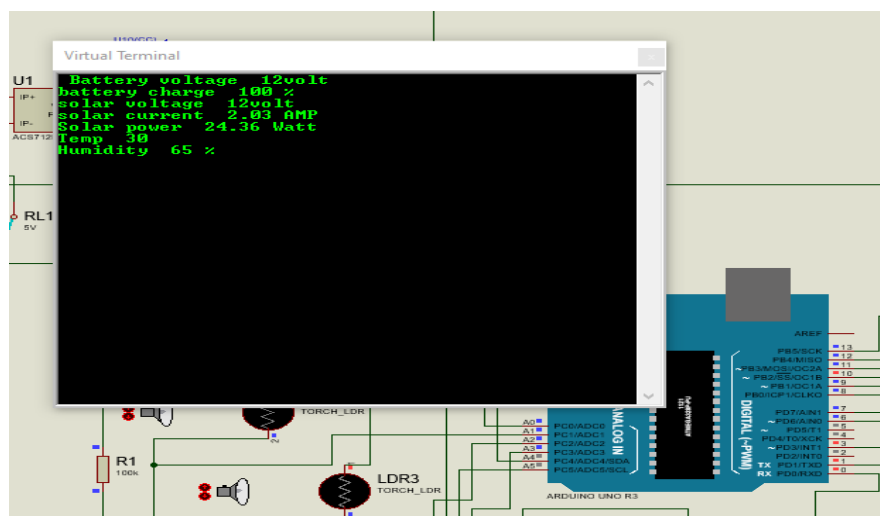 Virtual Terminal
Battery voltage 12volt
battery charge 100 %
solar voltage 12volt
solar current 2.03 AMP
Solar power 24.36 Watt
Temp 30
Humidity 65 %
U1
IP+
IP-
ACS712
RL1
5V
TORCH_LDR
2
R1
100k
LDR3
TORCH_LDR
A0
A1
A2
A3
A4
A5
PC0/ADC0
PC1/ADC1
PC2/ADC2
PC3/ADC3
PC4/ADC4/SDA
PC5/ADC5/SCL
ANALOG IN
ARDUINO UNO R3
1121
DIGITAL (~PWM)
AREF
PB5/SCK 13
PB4/MISO 12
~PB3/MOSI/OC2A 11
~PB2/SS/OC1B 10
~PB1/OC1A 9
PB0/ICP1/CLKO 8
PD7/AIN1 7
~PD6/AIN0 6
~PD5/T1 5
PD4/T0/XCK 4
~PD3/INT1 3
PD2/INT0 2
TX PD1/TXD 1
RX PD0/RXD 0